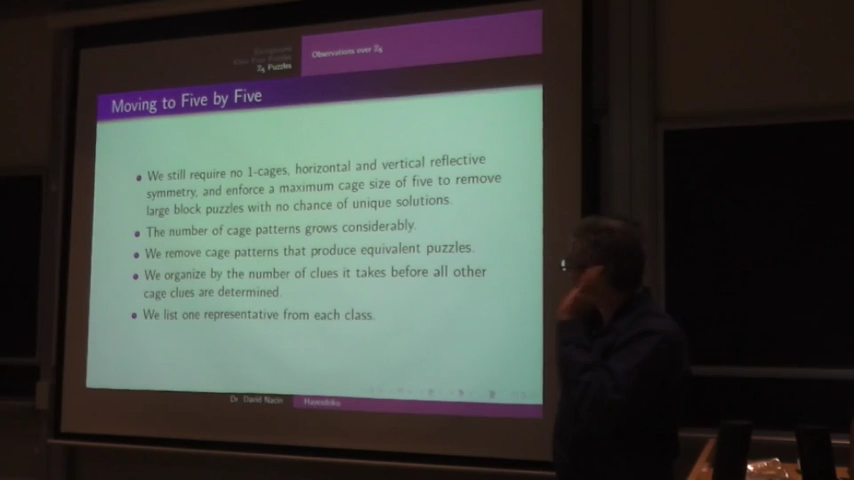 Z₅ Puzzles
Observations over Z₅
Moving to Five by Five
We still require no 1-cages, horizontal and vertical reflective
symmetry, and enforce a maximum cage size of five to remove
large block puzzles with no chance of unique solutions.
The number of cage patterns grows considerably.
We remove cage patterns that produce equivalent puzzles.
We organize by the number of clues it takes before all other
cage clues are determined.
We list one representative from each class.
Dr. David Nacin